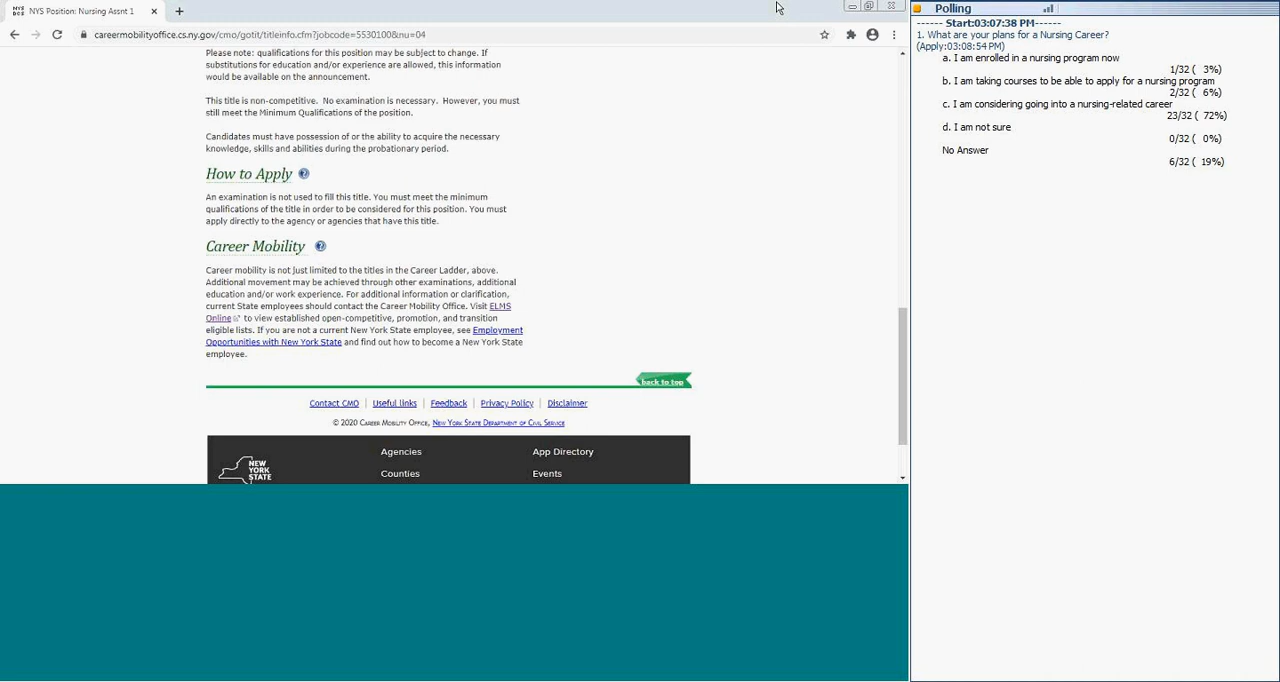 NYS DCS NYS Position: Nursing Assnt 1
careermobilityoffice.cs.ny.gov/cmo/gotit/titleinfo.cfm?jobcode=5530100&nu=04
Please note: qualifications for this position may be subject to change. If
substitutions for education and/or experience are allowed, this information
would be available on the announcement.
This title is non-competitive. No examination is necessary. However, you must
still meet the Minimum Qualifications of the position.
Candidates must have possession of or the ability to acquire the necessary
knowledge, skills and abilities during the probationary period.
How to Apply
An examination is not used to fill this title. You must meet the minimum
qualifications of the title in order to be considered for this position. You must
apply directly to the agency or agencies that have this title.
Career Mobility
Career mobility is not just limited to the titles in the Career Ladder, above.
Additional movement may be achieved through other examinations, additional
education and/or work experience. For additional information or clarification,
current State employees should contact the Career Mobility Office. Visit ELMS
Online to view established open-competitive, promotion, and transition
eligible lists. If you are not a current New York State employee, see Employment
Opportunities with New York State and find out how to become a New York State
employee.
back to top
Contact CMO | Useful links | Feedback | Privacy Policy | Disclaimer
© 2020 Career Mobility Office, New York State Department of Civil Service
NEW
YORK
STATE
Agencies
App Directory
Counties
Events
Polling
------ Start:03:07:38 PM------
1. What are your plans for a Nursing Career?
(Apply:03:08:54 PM)
a. I am enrolled in a nursing program now
1/32 ( 3%)
b. I am taking courses to be able to apply for a nursing program
2/32 ( 6%)
c. I am considering going into a nursing-related career
23/32 ( 72%)
d. I am not sure
0/32 ( 0%)
No Answer
6/32 ( 19%)